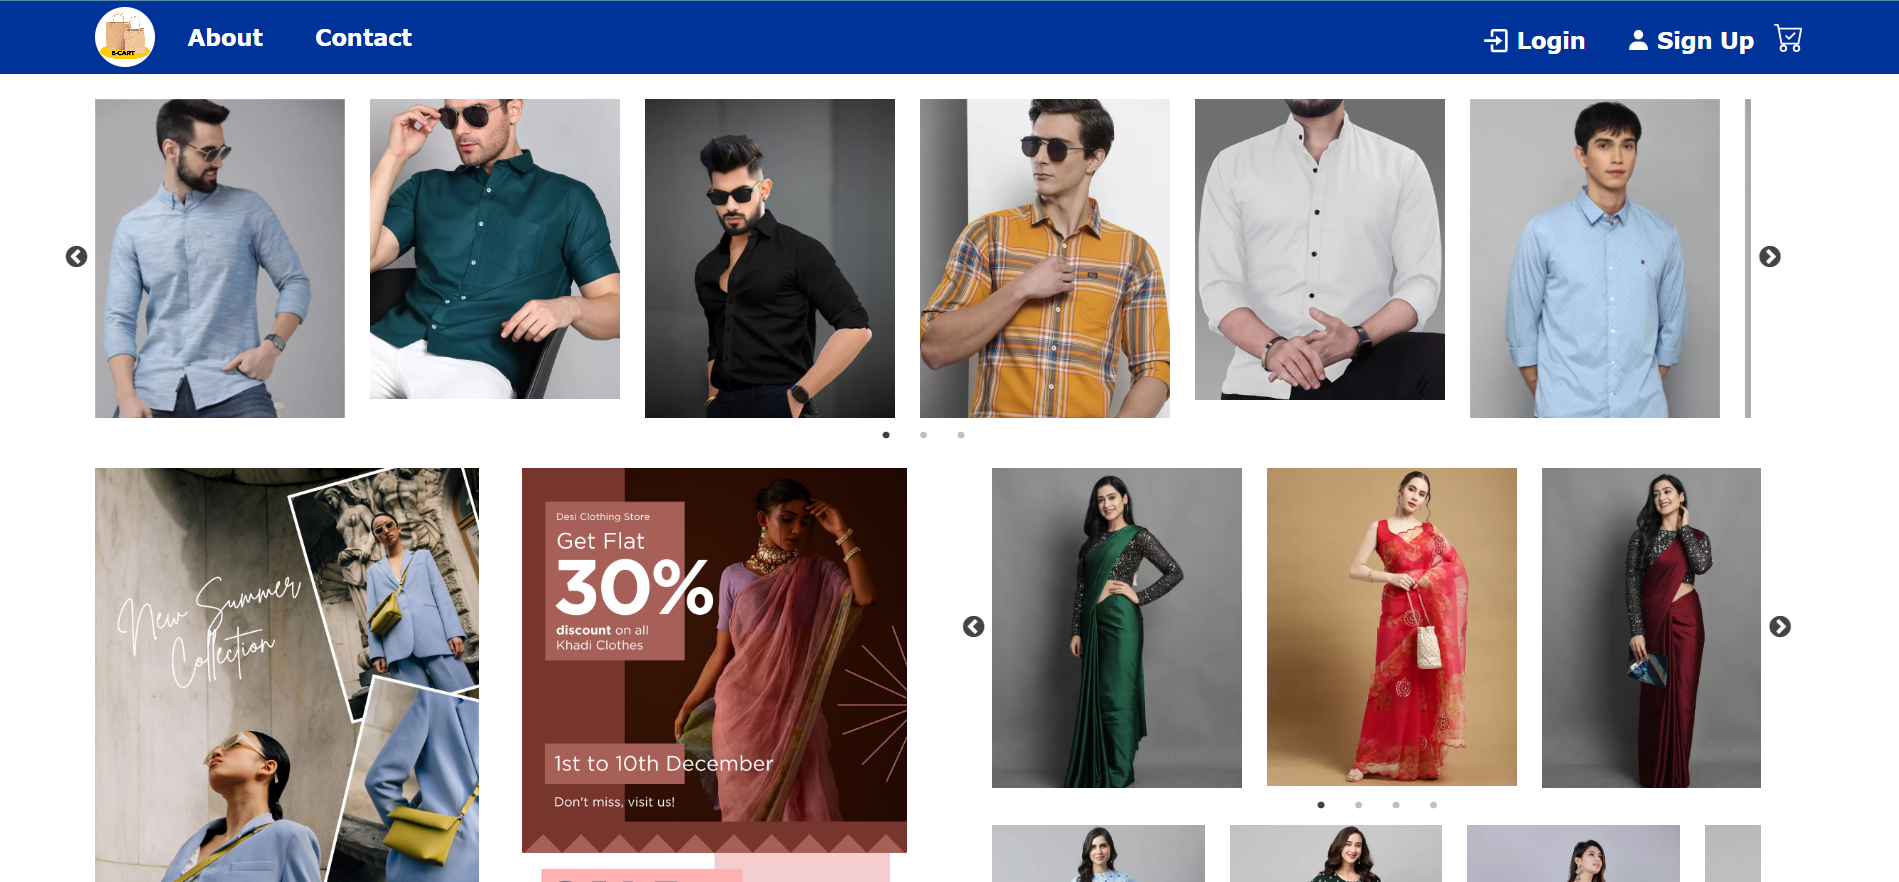 E-CART
About
Contact
Login
Sign Up
New Summer
Collection
Desi Clothing Store
Get Flat
30%
discount on all
Khadi Clothes
1st to 10th December
Don't miss, visit us!